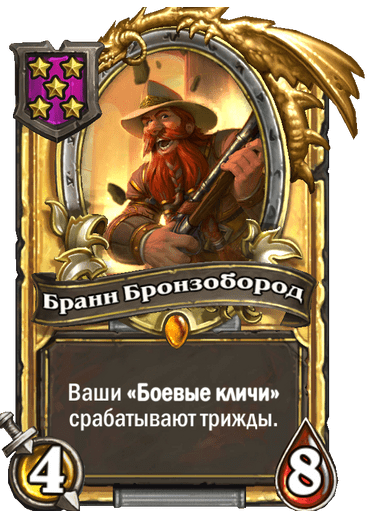 Бранн Бронзобород
Ваши «Боевые кличи»
срабатывают трижды.
4
8